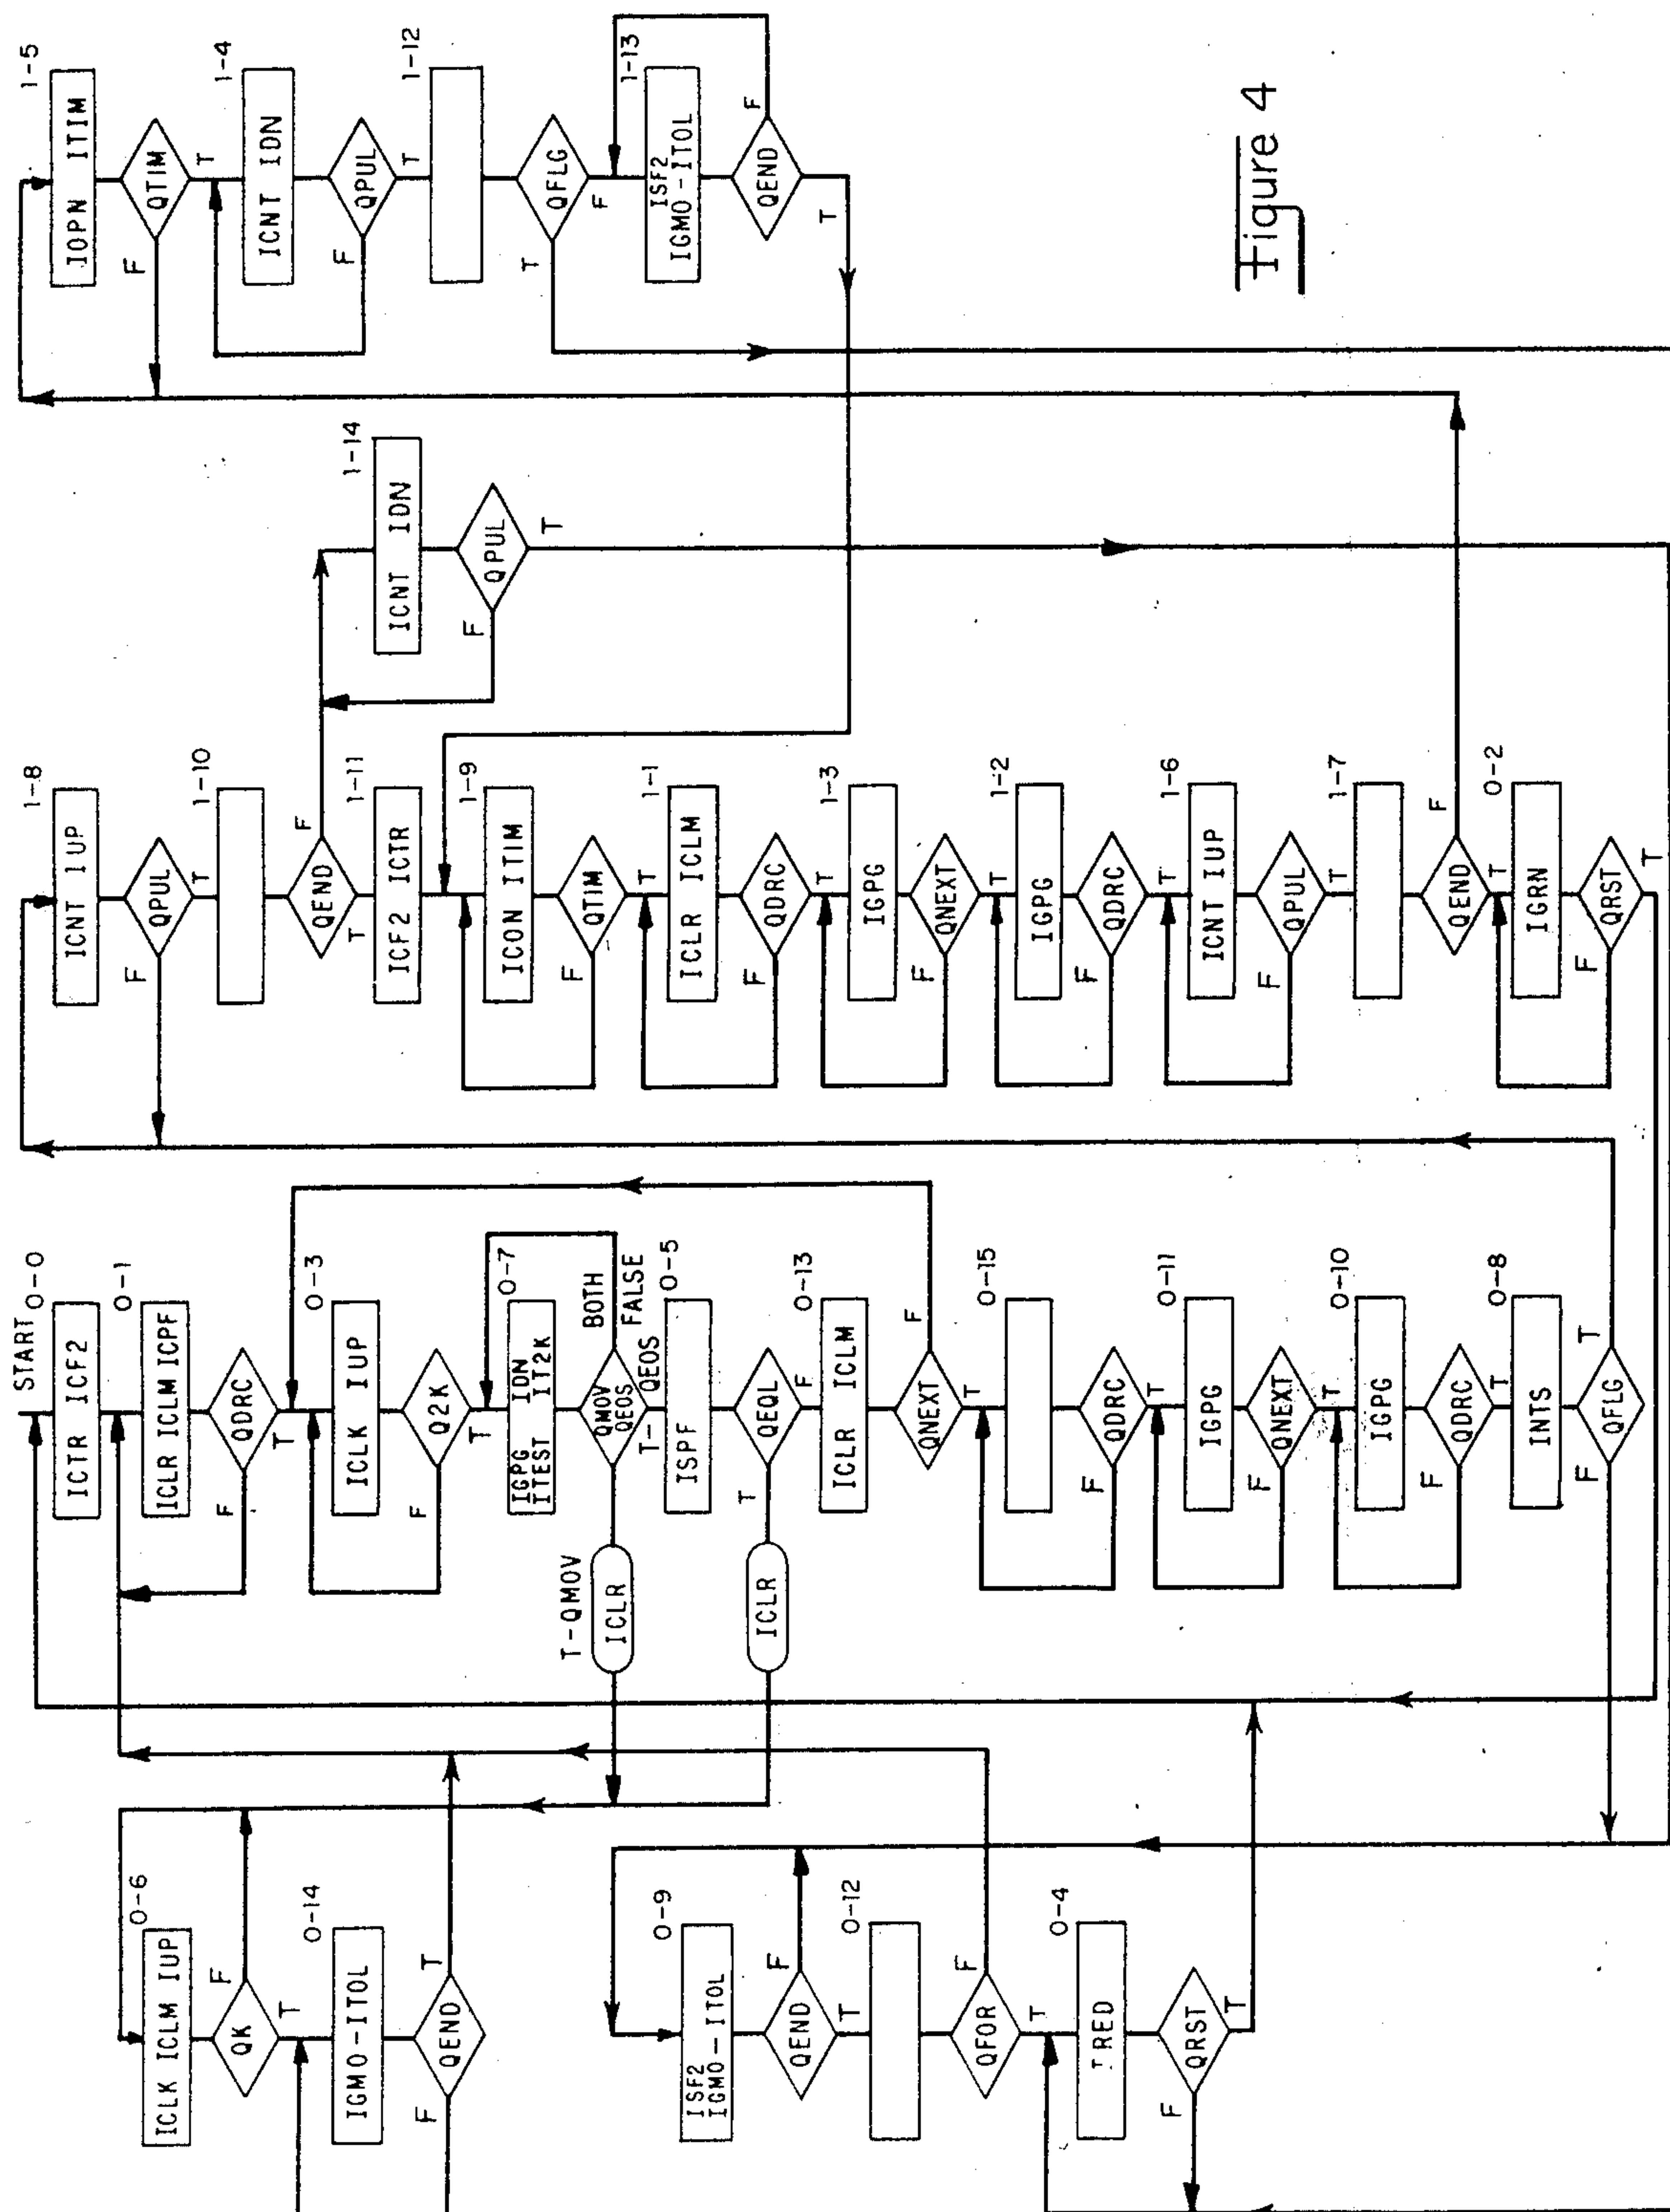 0-6
ICLK ICLM IUP
QK
F
T
0-14
IGMO-ITOL
QEND
F
T
0-9
ISF2
IGMO-ITOL
QEND
F
T
0-12
QFOR
F
T
0-4
IRED
QRST
F
T
START
0-0
ICTR ICF2
0-1
ICLR ICLM ICPF
QDRC
F
T
0-3
ICLK IUP
Q2K
F
T
0-7
IGPG IDN
ITEST IT2K
QMOV
QEOS
BOTH
FALSE
T-QMOV
ICLR
T-
QEOS
0-5
ISPF
QEQL
T
F
ICLR
0-13
ICLR ICLM
QNEXT
F
T
0-15
QDRC
F
T
0-11
IGPG
QNEXT
F
T
0-10
IGPG
QDRC
F
T
0-8
INTS
QFLG
F
T
1-8
ICNT IUP
QPUL
F
T
1-10
QEND
F
T
1-11
ICF2 ICTR
1-9
ICON ITIM
QTIM
F
T
1-1
ICLR ICLM
QDRC
F
T
1-3
IGPG
QNEXT
F
T
1-2
IGPG
QDRC
F
T
1-6
ICNT IUP
QPUL
F
T
1-7
QEND
F
T
0-2
IGRN
QRST
F
T
1-14
ICNT IDN
QPUL
F
T
1-5
IOPN ITIM
QTIM
F
T
1-4
ICNT IDN
QPUL
F
T
1-12
QFLG
T
F
1-13
ISF2
IGMO-ITOL
QEND
F
T
Figure 4